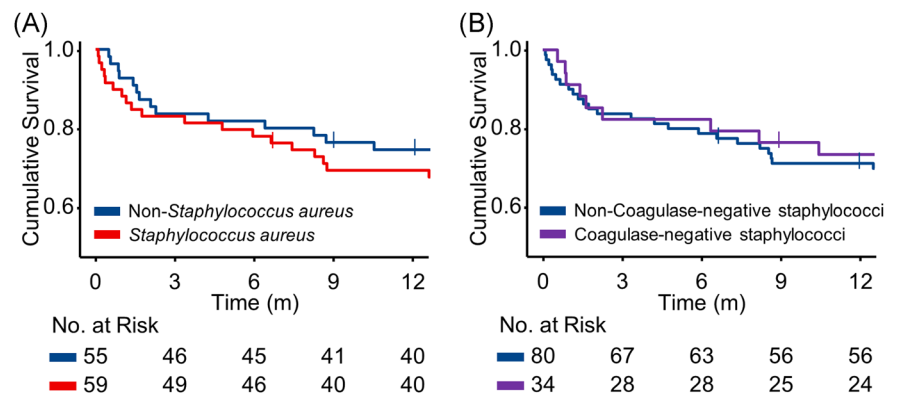 (A)
Cumulative Survival
1.0
0.8
0.6
Non-Staphylococcus aureus
Staphylococcus aureus
0 3 6 9 12
Time (m)
No. at Risk
55 46 45 41 40
59 49 46 40 40
(B)
Cumulative Survival
1.0
0.8
0.6
Non-Coagulase-negative staphylococci
Coagulase-negative staphylococci
0 3 6 9 12
Time (m)
No. at Risk
80 67 63 56 56
34 28 28 25 24